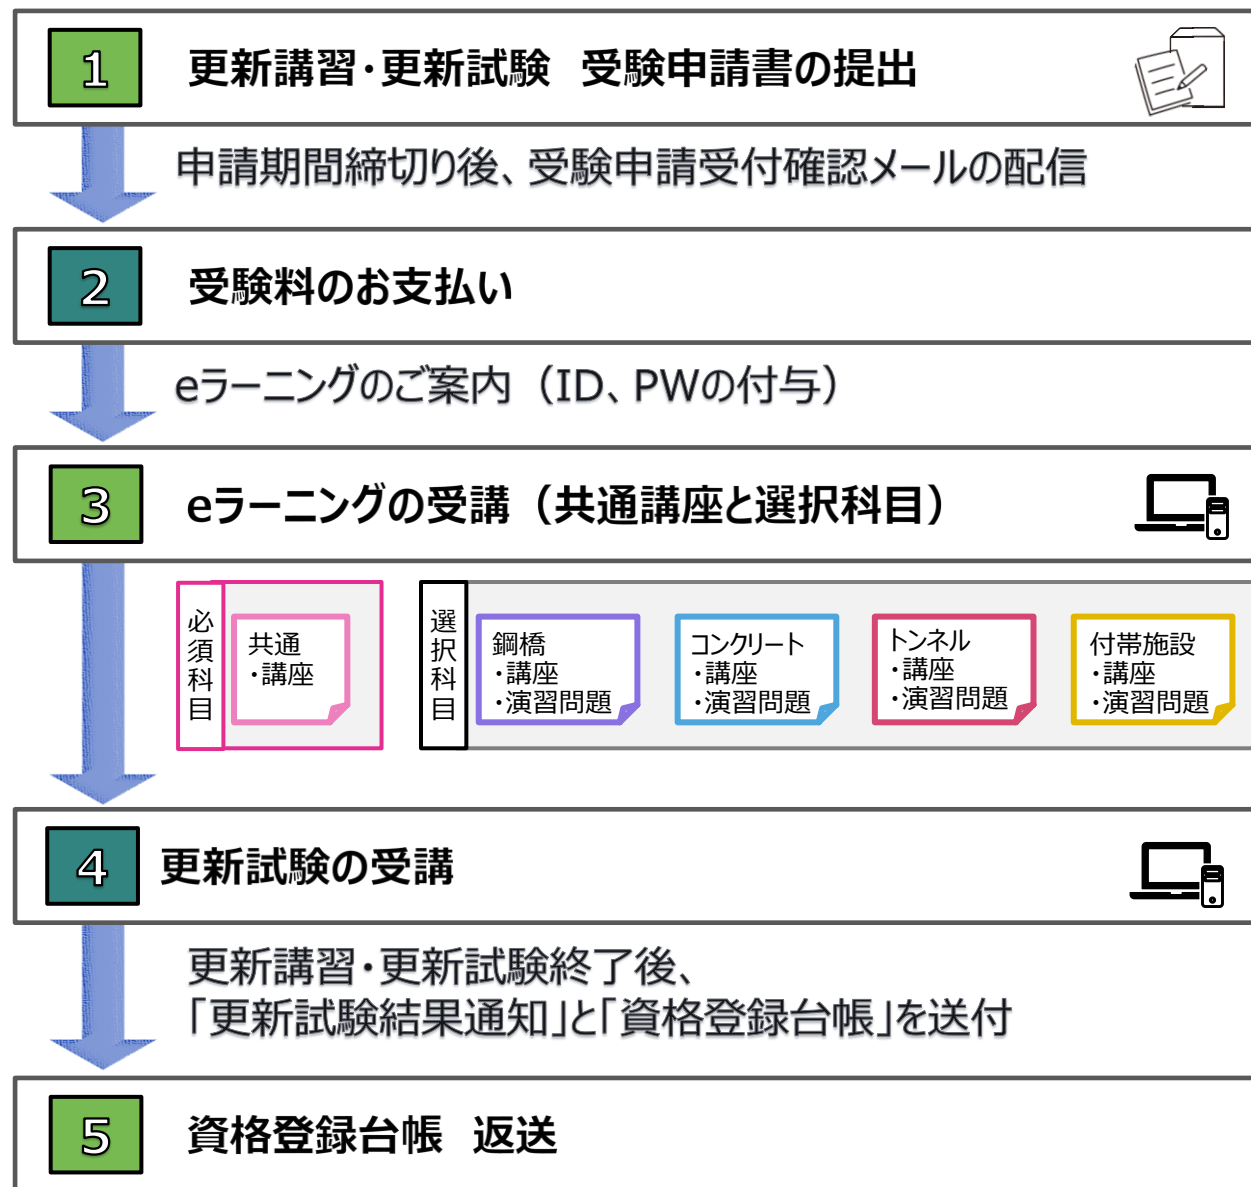 1 更新講習・更新試験　受験申請書の提出
申請期間締切り後、受験申請受付確認メールの配信
2 受験料のお支払い
eラーニングのご案内（ID、PWの付与）
3 eラーニングの受講（共通講座と選択科目）
必須科目
共通
・講座
選択科目
鋼橋
・講座
・演習問題
コンクリート
・講座
・演習問題
トンネル
・講座
・演習問題
付帯施設
・講座
・演習問題
4 更新試験の受講
更新講習・更新試験終了後、
「更新試験結果通知」と「資格登録台帳」を送付
5 資格登録台帳　返送